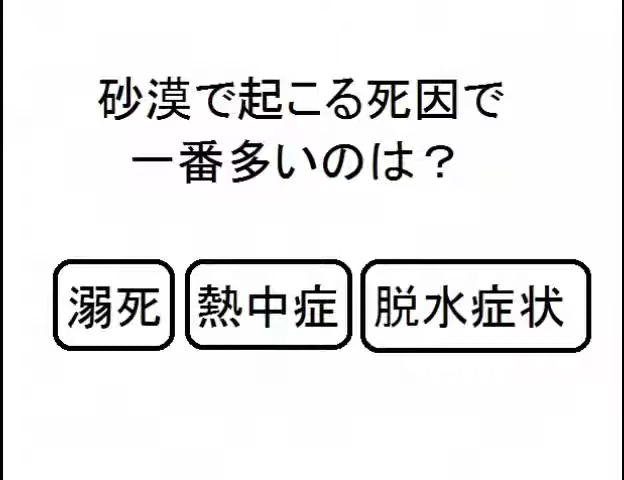 砂漠で起こる死因で
一番多いのは？
溺死 熱中症 脱水症状